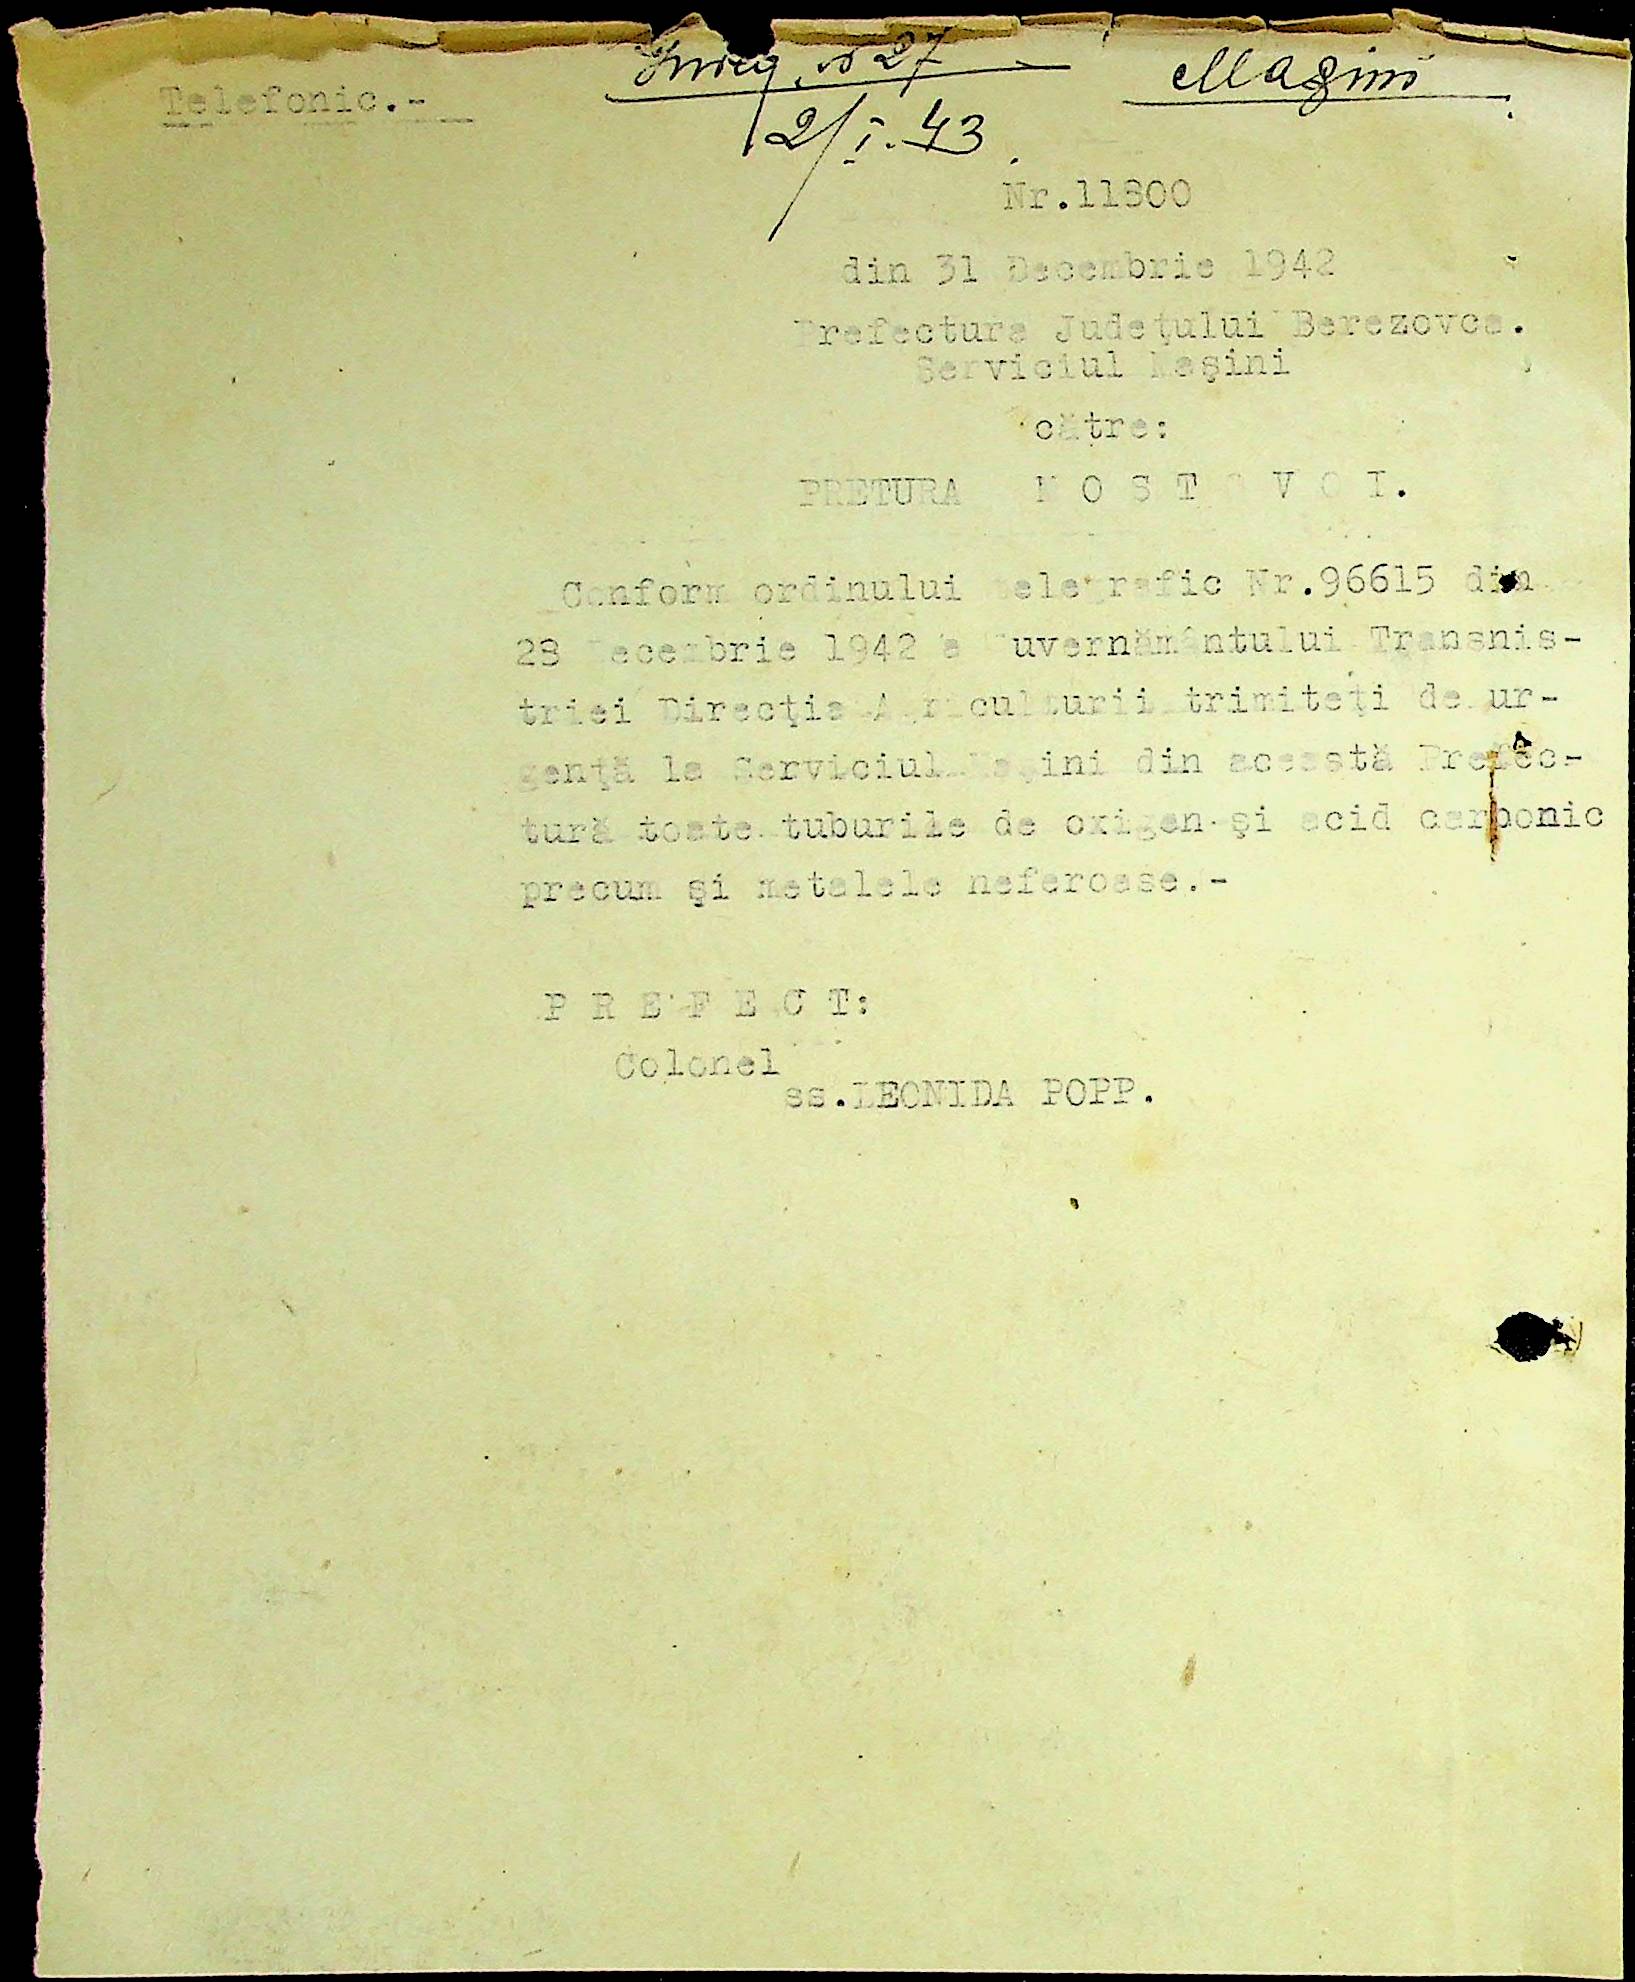 Telefonic.-
27
Mașini
2/I.43
Nr.11800
din 31 Decembrie 1942
Prefectura Județului Berezovca.
Serviciul Mașini
către:
PRETURA M O S T O V O I.
Conform ordinului telegrafic Nr.96615 din
28 Decembrie 1942 a Guvernământului Transnis-
triei Direcția Agriculturii trimiteți de ur-
gență la Serviciul Mașini din această Prefec-
tură toate tuburile de oxigen și acid carbonic
precum și metalele neferoase.-
P R E F E C T:
Colonel
ss.LEONIDA POPP.